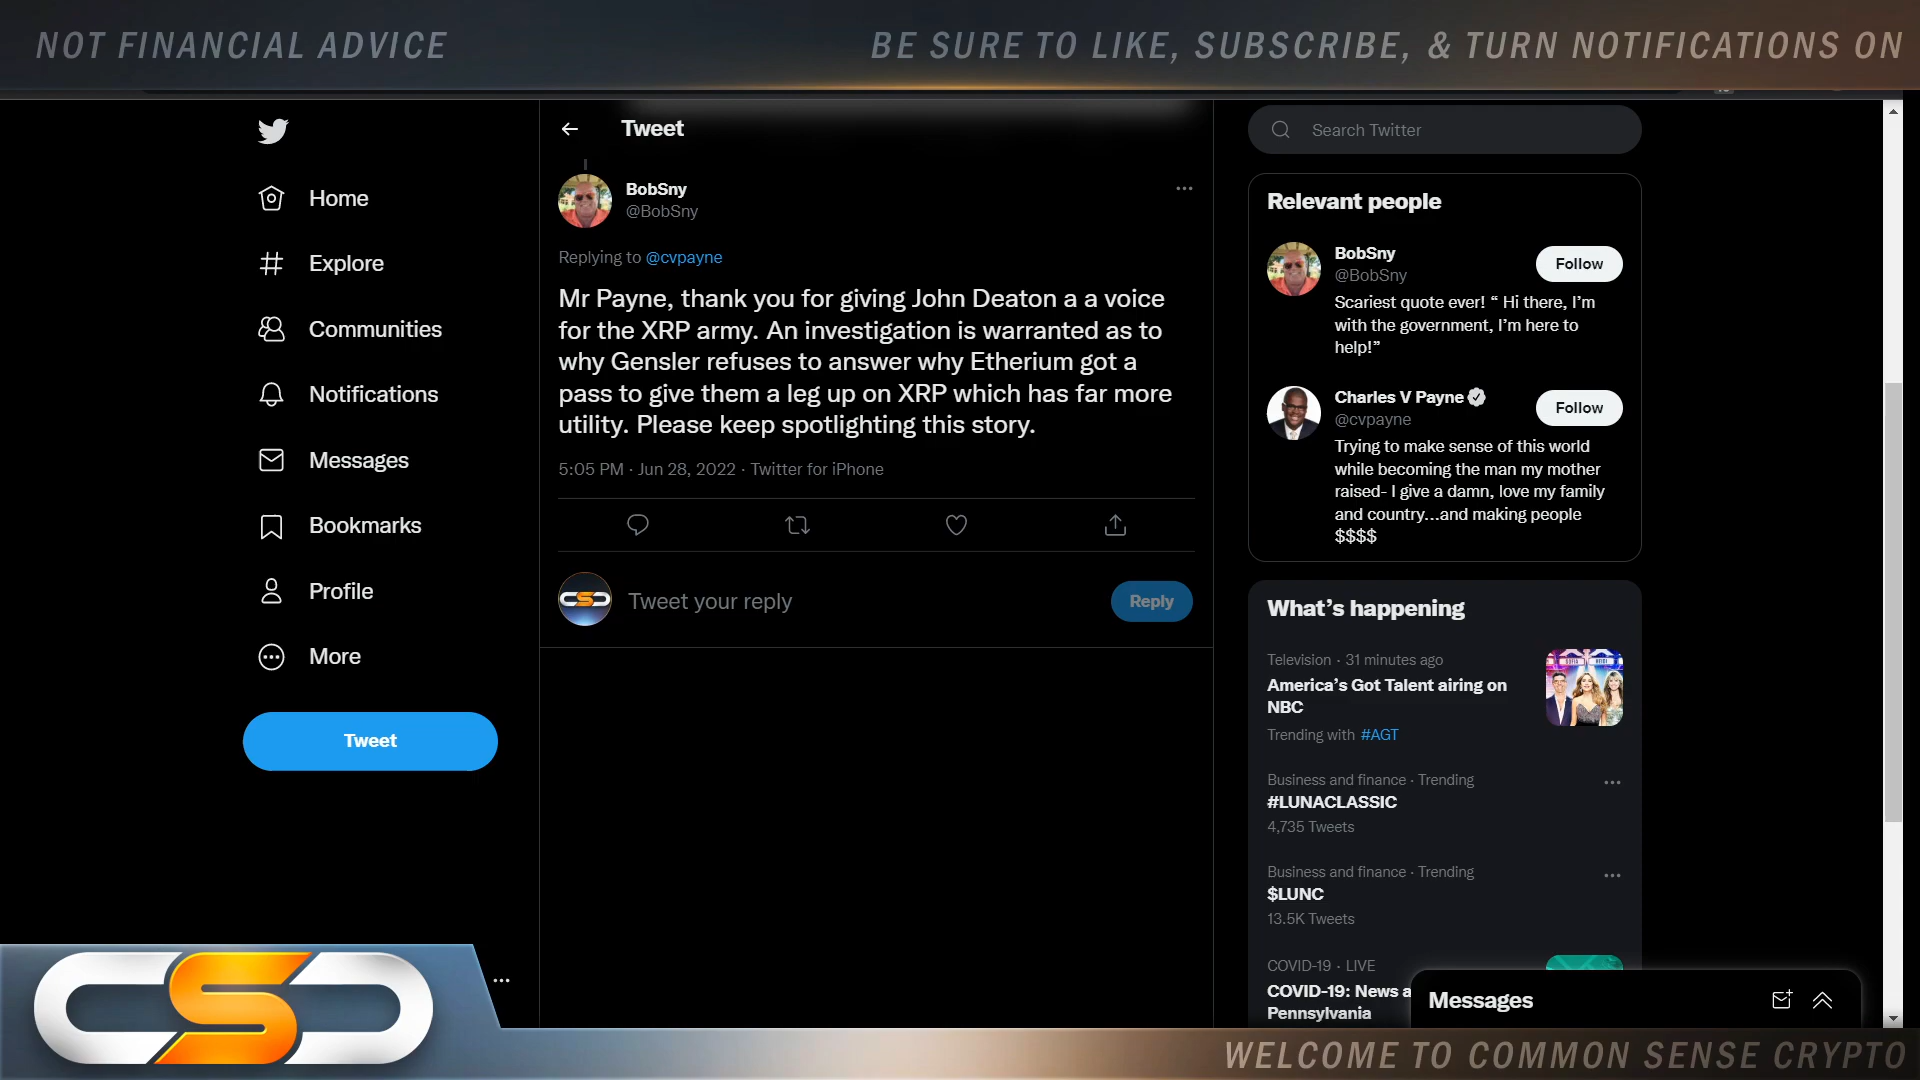 NOT FINANCIAL ADVICE
BE SURE TO LIKE, SUBSCRIBE, & TURN NOTIFICATIONS ON
Home
Explore
Communities
Notifications
Messages
Bookmarks
Profile
More
Tweet
Tweet
BobSny
@BobSny
Replying to @cvpayne
Mr Payne, thank you for giving John Deaton a a voice
for the XRP army. An investigation is warranted as to
why Gensler refuses to answer why Etherium got a
pass to give them a leg up on XRP which has far more
utility. Please keep spotlighting this story.
5:05 PM · Jun 28, 2022 · Twitter for iPhone
Tweet your reply
Reply
Search Twitter
Relevant people
BobSny
@BobSny
Follow
Scariest quote ever! “ Hi there, I’m
with the government, I’m here to
help!”
Charles V Payne
@cvpayne
Follow
Trying to make sense of this world
while becoming the man my mother
raised- I give a damn, love my family
and country...and making people
$$$$
What’s happening
Television · 31 minutes ago
America’s Got Talent airing on
NBC
Trending with #AGT
Business and finance · Trending
#LUNACLASSIC
4,735 Tweets
Business and finance · Trending
$LUNC
13.5K Tweets
COVID-19 · LIVE
COVID-19: News a
Pennsylvania
Messages
CSC
WELCOME TO COMMON SENSE CRYPTO